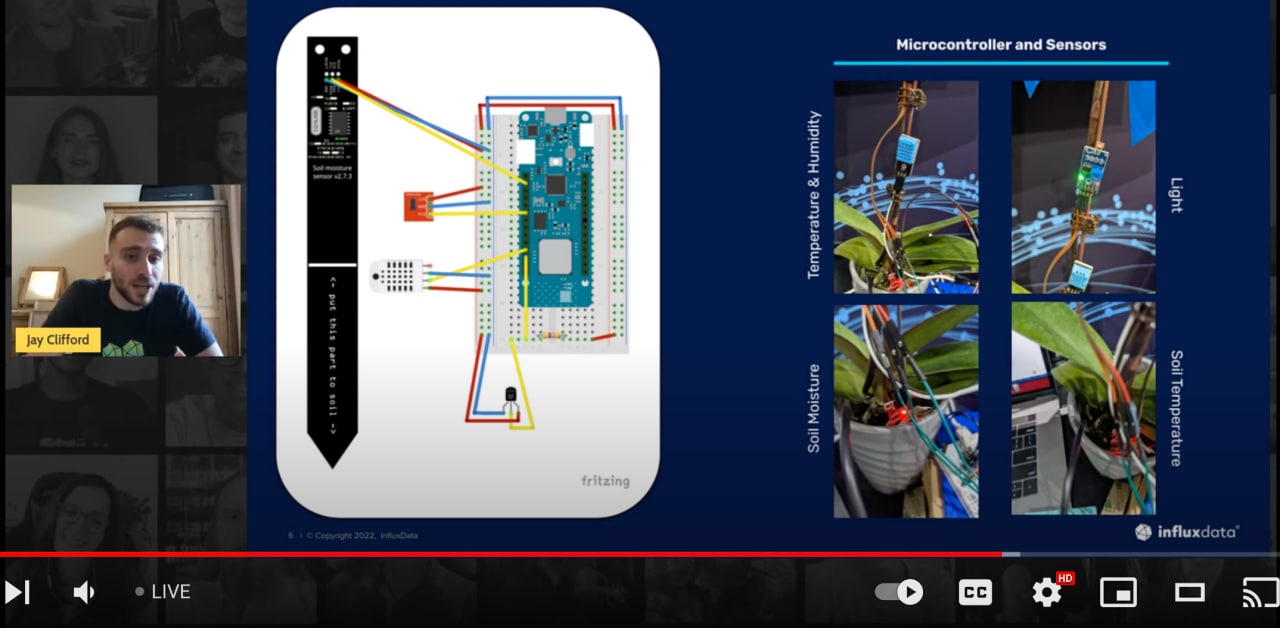 Microcontroller and Sensors
Temperature & Humidity
Light
Soil Moisture
Soil Temperature
Soil moisture
sensor v2.7.3
<- put this part to soil ->
fritzing
Jay Clifford
6 | © Copyright 2022, InfluxData
influxdata
LIVE
CC
HD